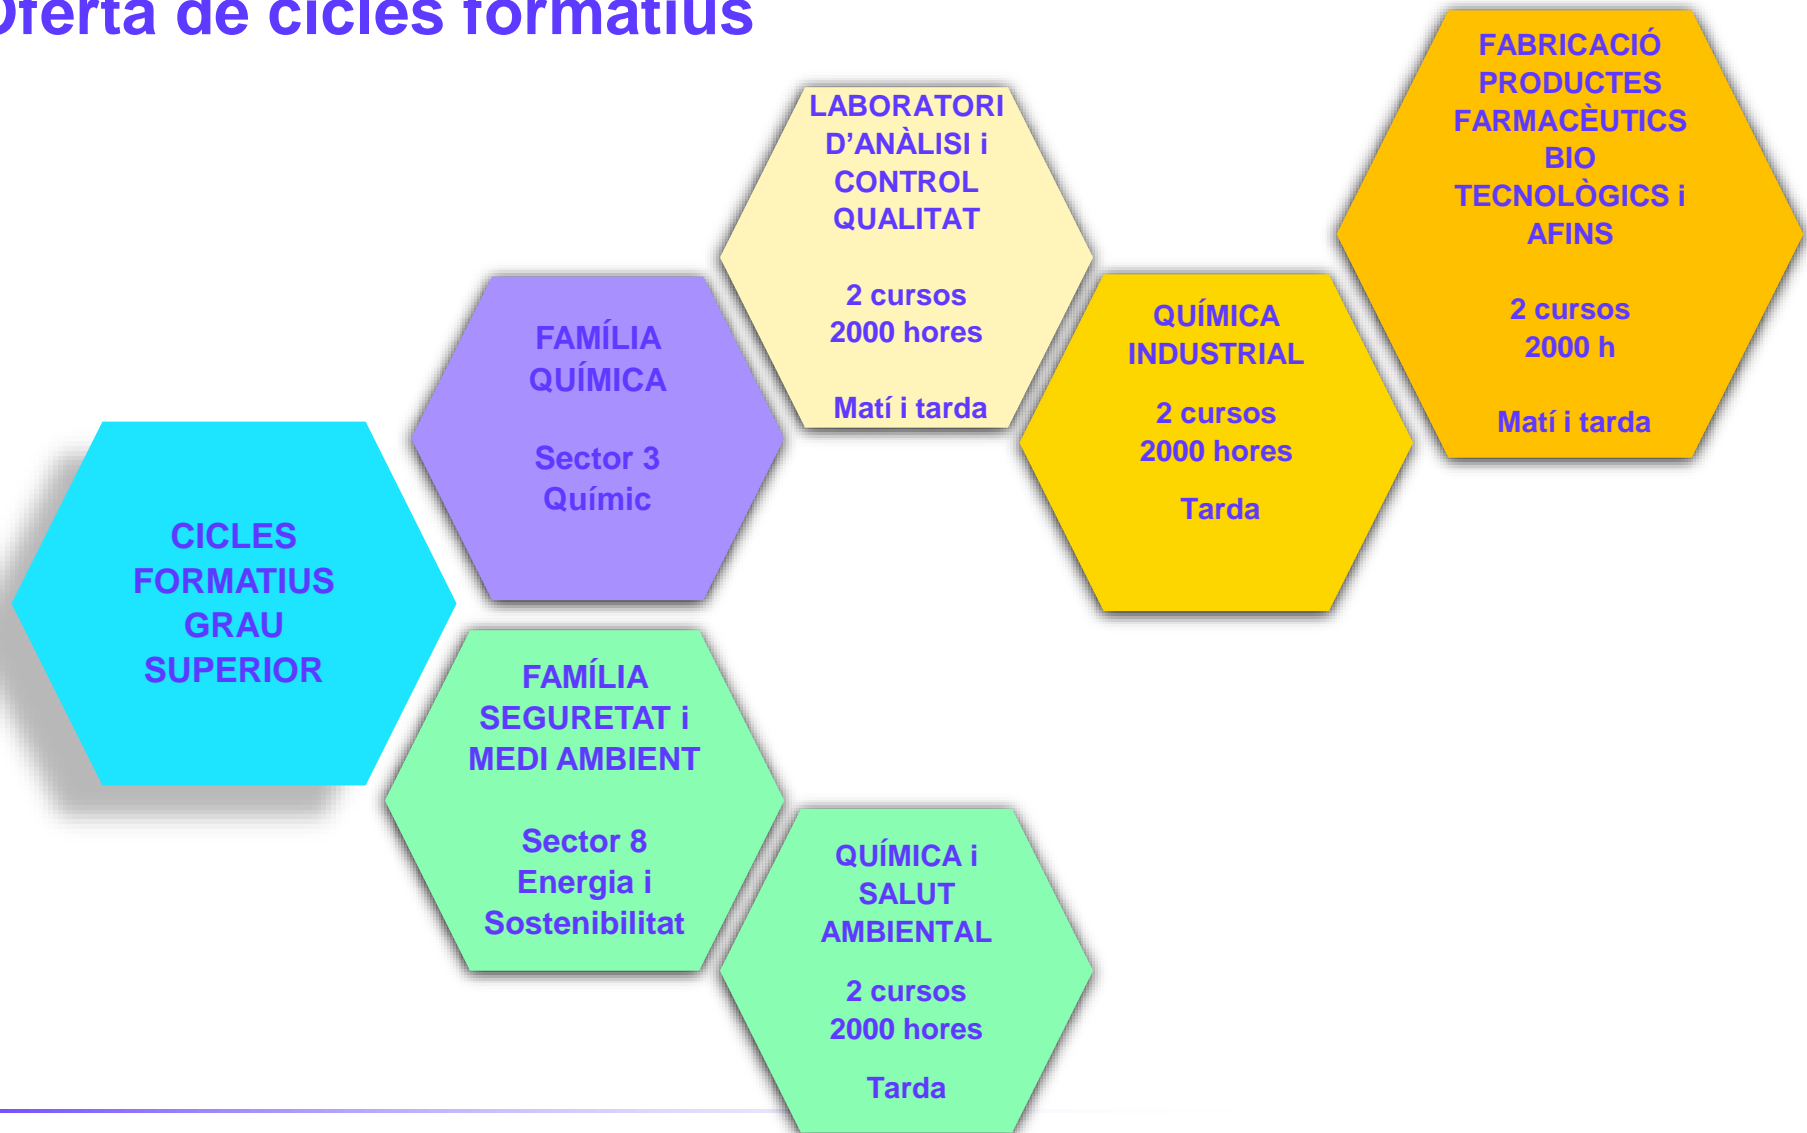 Oferta de cicles formatius
CICLES
FORMATIUS
GRAU
SUPERIOR
FAMÍLIA
QUÍMICA
Sector 3
Químic
LABORATORI
D’ANÀLISI i
CONTROL
QUALITAT
2 cursos
2000 hores
Matí i tarda
QUÍMICA
INDUSTRIAL
2 cursos
2000 hores
Tarda
FABRICACIÓ
PRODUCTES
FARMACÈUTICS
BIO
TECNOLÒGICS i
AFINS
2 cursos
2000 h
Matí i tarda
FAMÍLIA
SEGURETAT i
MEDI AMBIENT
Sector 8
Energia i
Sostenibilitat
QUÍMICA i
SALUT
AMBIENTAL
2 cursos
2000 hores
Tarda